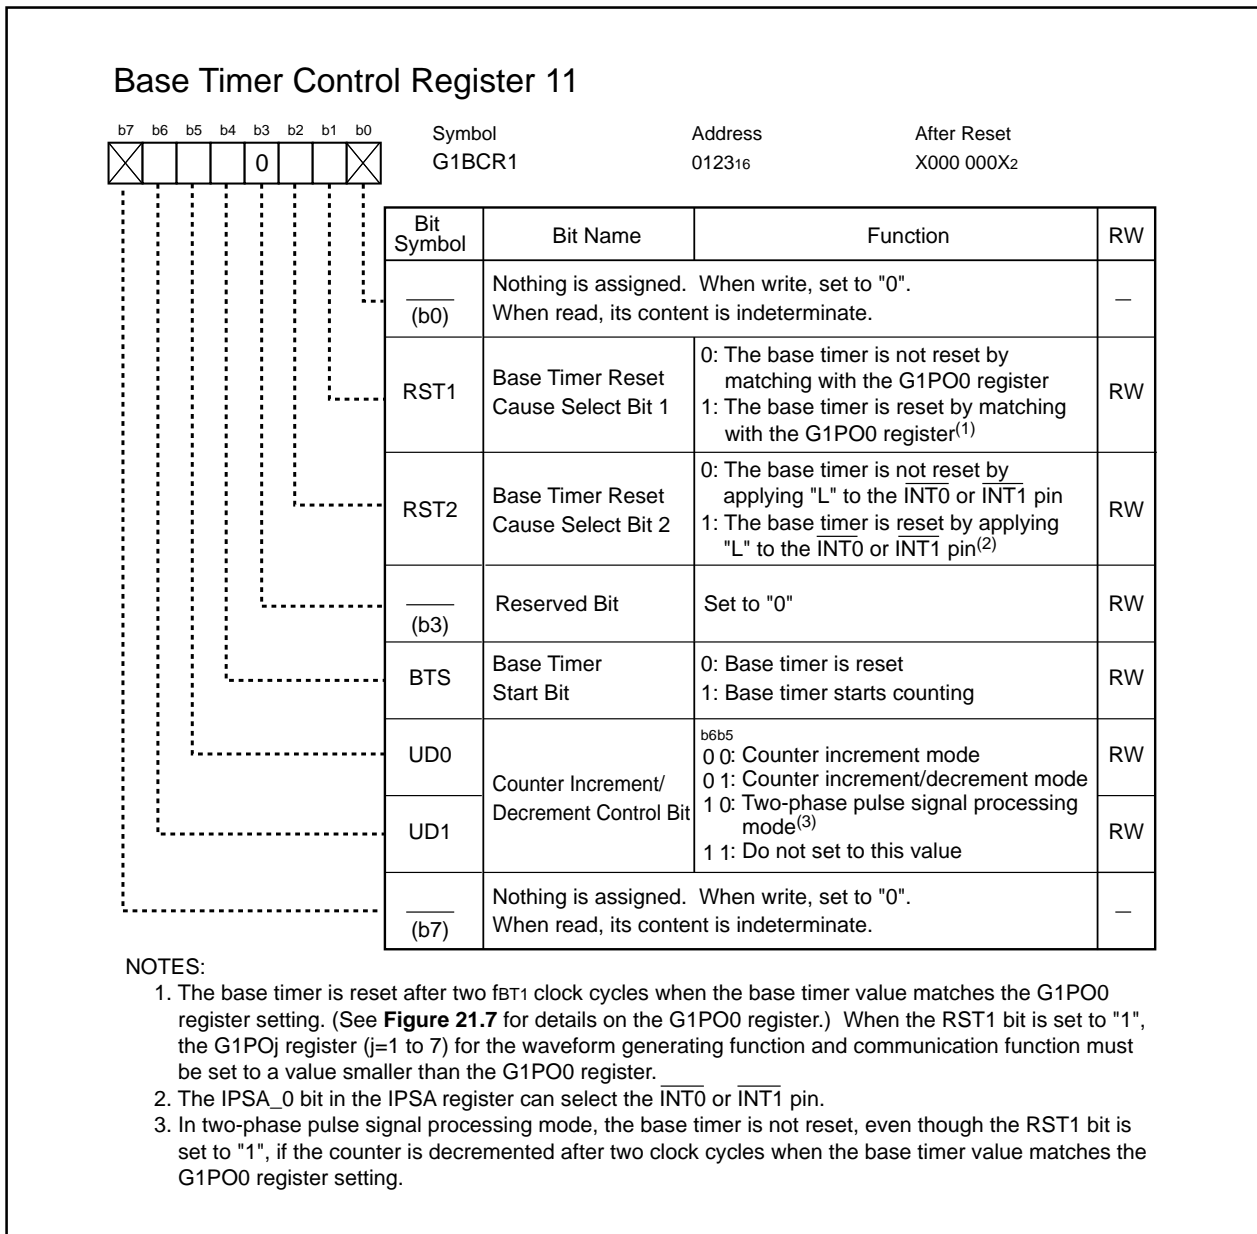 Base Timer Control Register 11
b7 b6 b5 b4 b3 b2 b1 b0
0
Symbol Address After Reset
G1BCR1 012316 X000 000X2
Bit Symbol Bit Name Function RW
(b0) Nothing is assigned. When write, set to "0".
When read, its content is indeterminate. —
RST1 Base Timer Reset
Cause Select Bit 1
0: The base timer is not reset by
matching with the G1PO0 register
1: The base timer is reset by matching
with the G1PO0 register(1)
RW
RST2 Base Timer Reset
Cause Select Bit 2
0: The base timer is not reset by
applying "L" to the INT0 or INT1 pin
1: The base timer is reset by applying
"L" to the INT0 or INT1 pin(2)
RW
(b3) Reserved Bit Set to "0" RW
BTS Base Timer
Start Bit
0: Base timer is reset
1: Base timer starts counting
RW
UD0
UD1
Counter Increment/
Decrement Control Bit
b6b5
0 0: Counter increment mode
0 1: Counter increment/decrement mode
1 0: Two-phase pulse signal processing
mode(3)
1 1: Do not set to this value
RW
RW
(b7) Nothing is assigned. When write, set to "0".
When read, its content is indeterminate. —
NOTES:
1. The base timer is reset after two fBT1 clock cycles when the base timer value matches the G1PO0
register setting. (See Figure 21.7 for details on the G1PO0 register.) When the RST1 bit is set to "1",
the G1POj register (j=1 to 7) for the waveform generating function and communication function must
be set to a value smaller than the G1PO0 register.
2. The IPSA_0 bit in the IPSA register can select the INT0 or INT1 pin.
3. In two-phase pulse signal processing mode, the base timer is not reset, even though the RST1 bit is
set to "1", if the counter is decremented after two clock cycles when the base timer value matches the
G1PO0 register setting.